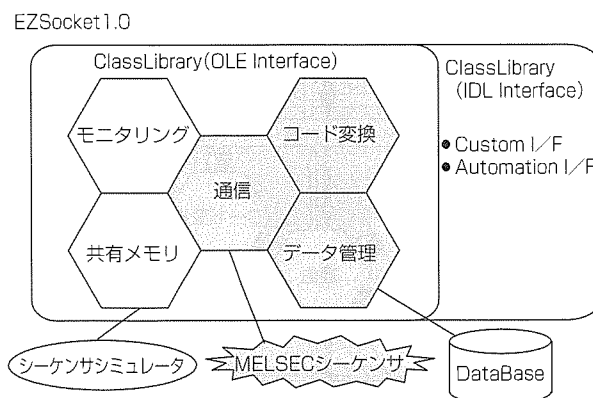 EZSocket1.0
ClassLibrary(OLE Interface)
ClassLibrary
(IDL Interface)
● Custom I/F
● Automation I/F
モニタリング
コード変換
通信
共有メモリ
データ管理
シーケンサシミュレータ
MELSECシーケンサ
DataBase